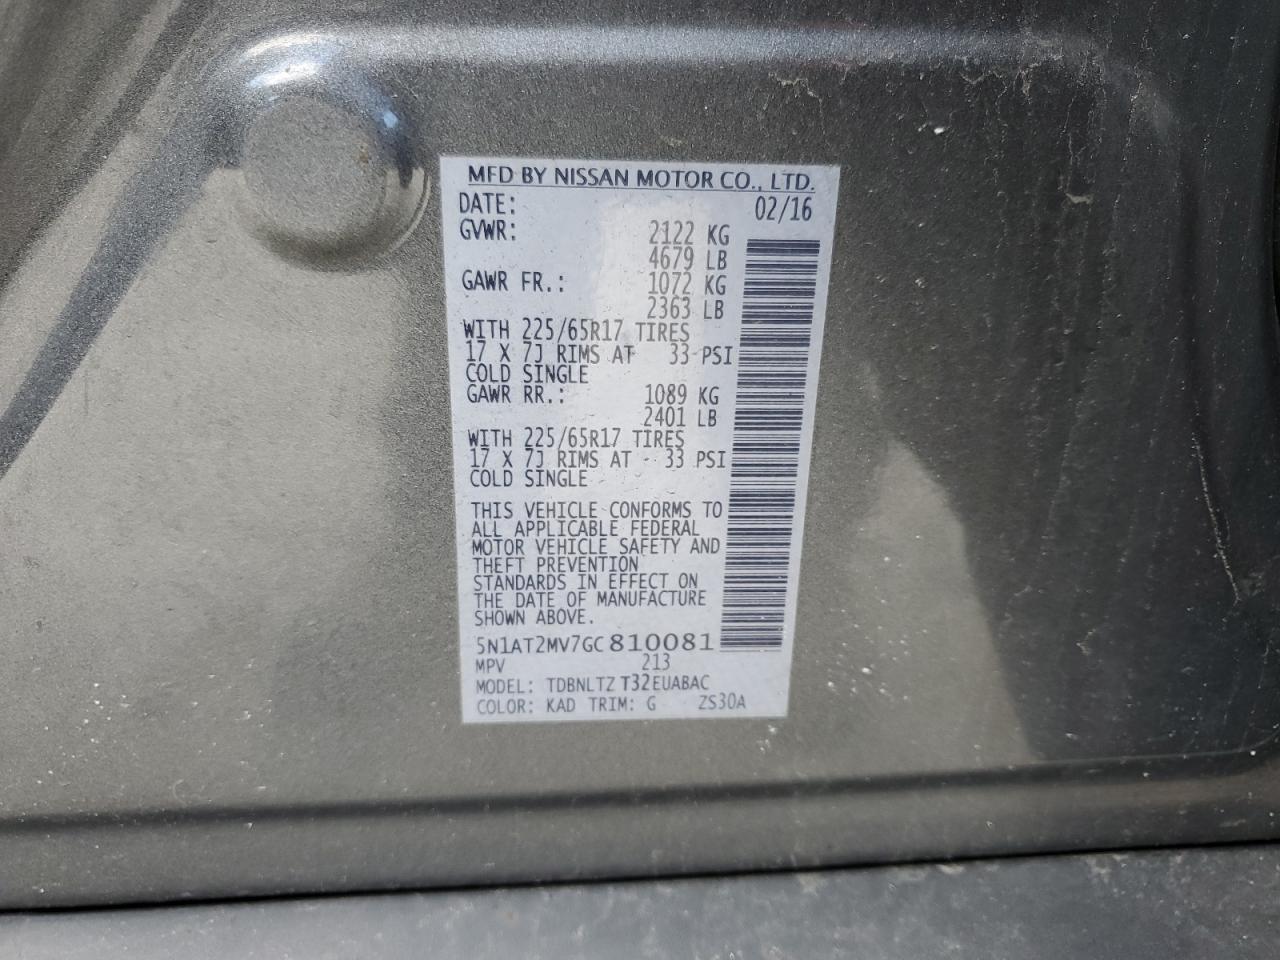 MFD BY NISSAN MOTOR CO., LTD.
DATE: 02/16
GVWR: 2122 KG
4679 LB
GAWR FR.: 1072 KG
2363 LB
WITH 225/65R17 TIRES
17 X 7J RIMS AT 33 PSI
COLD SINGLE
GAWR RR.: 1089 KG
2401 LB
WITH 225/65R17 TIRES
17 X 7J RIMS AT 33 PSI
COLD SINGLE
THIS VEHICLE CONFORMS TO
ALL APPLICABLE FEDERAL
MOTOR VEHICLE SAFETY AND
THEFT PREVENTION
STANDARDS IN EFFECT ON
THE DATE OF MANUFACTURE
SHOWN ABOVE.
5N1AT2MV7GC810081
MPV 213
MODEL: TDBNLTZ T32EUABAC
COLOR: KAD TRIM: G ZS30A